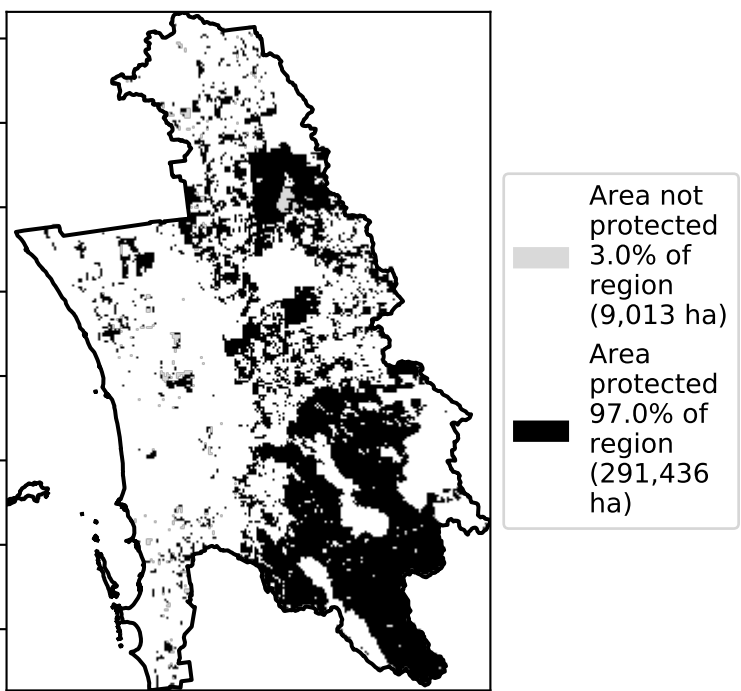 Area not
protected
3.0% of
region
(9,013 ha)
Area
protected
97.0% of
region
(291,436
ha)